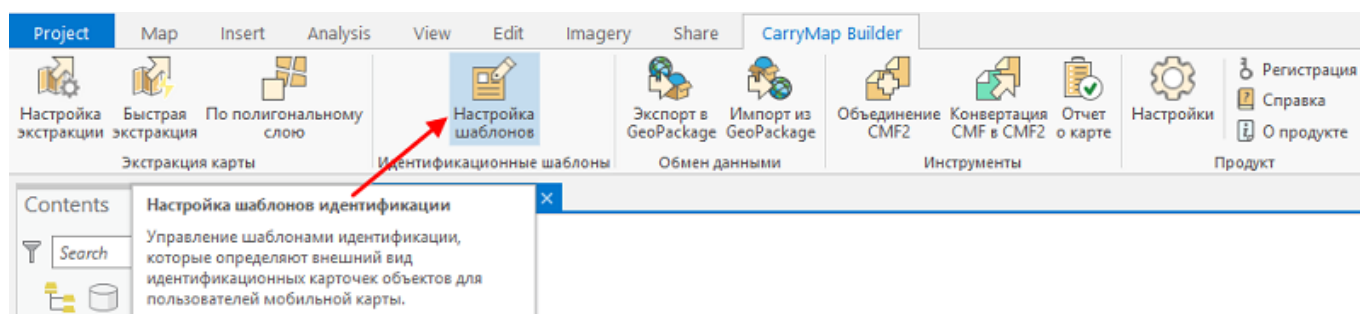 Project Map Insert Analysis View Edit Imagery Share CarryMap Builder
Настройка экстракции
Быстрая экстракция
По полигональному слою
Настройка шаблонов
Экспорт в GeoPackage
Импорт из GeoPackage
Объединение CMF2
Конвертация CMF в CMF2
Отчет о карте
Настройки
Регистрация
Справка
О продукте
Экстракция карты
Идентификационные шаблоны
Обмен данными
Инструменты
Продукт
Contents
Search
Настройка шаблонов идентификации
Управление шаблонами идентификации,
которые определяют внешний вид
идентификационных карточек объектов для
пользователей мобильной карты.